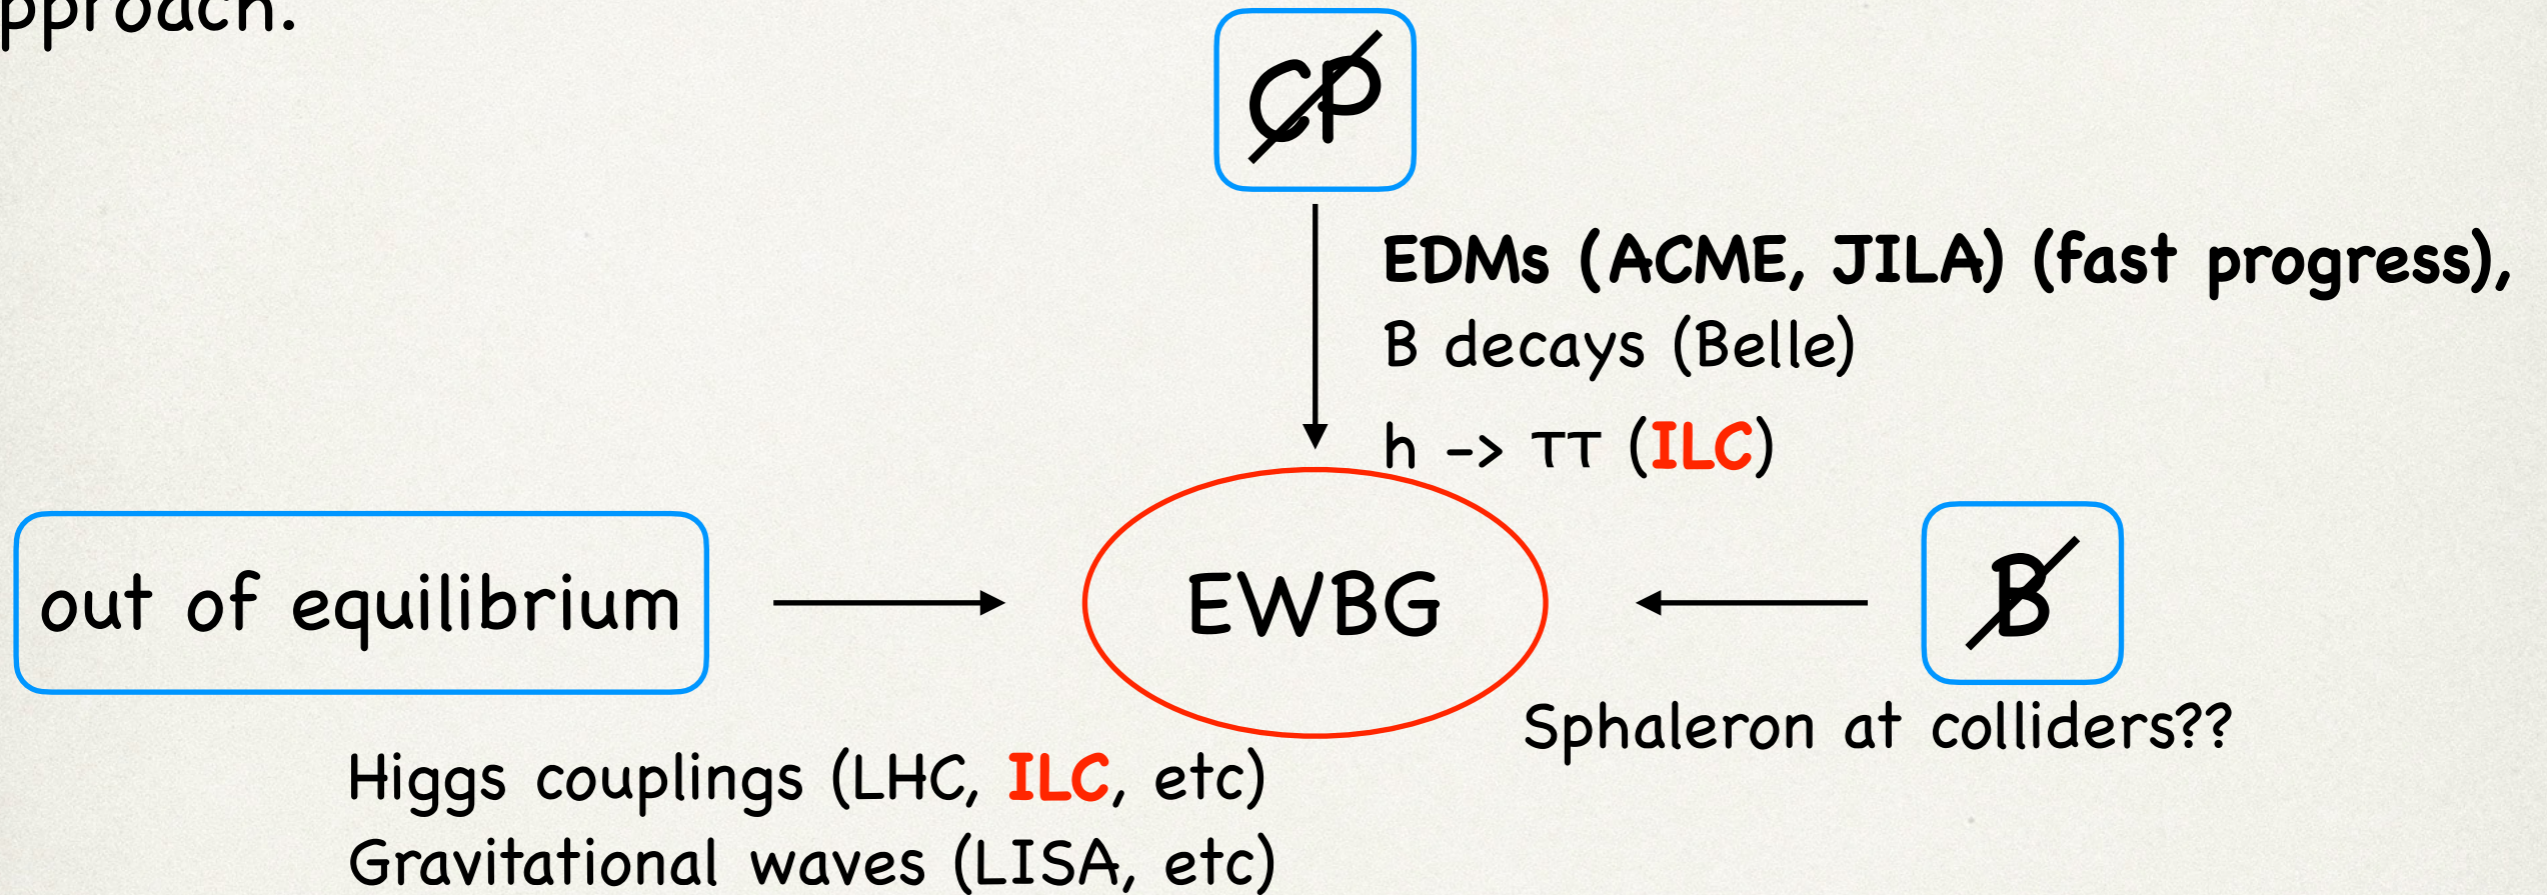 pproach.
CP
EDMs (ACME, JILA) (fast progress),
B decays (Belle)
h -> ττ (ILC)
out of equilibrium
EWBG
B
Sphaleron at colliders??
Higgs couplings (LHC, ILC, etc)
Gravitational waves (LISA, etc)